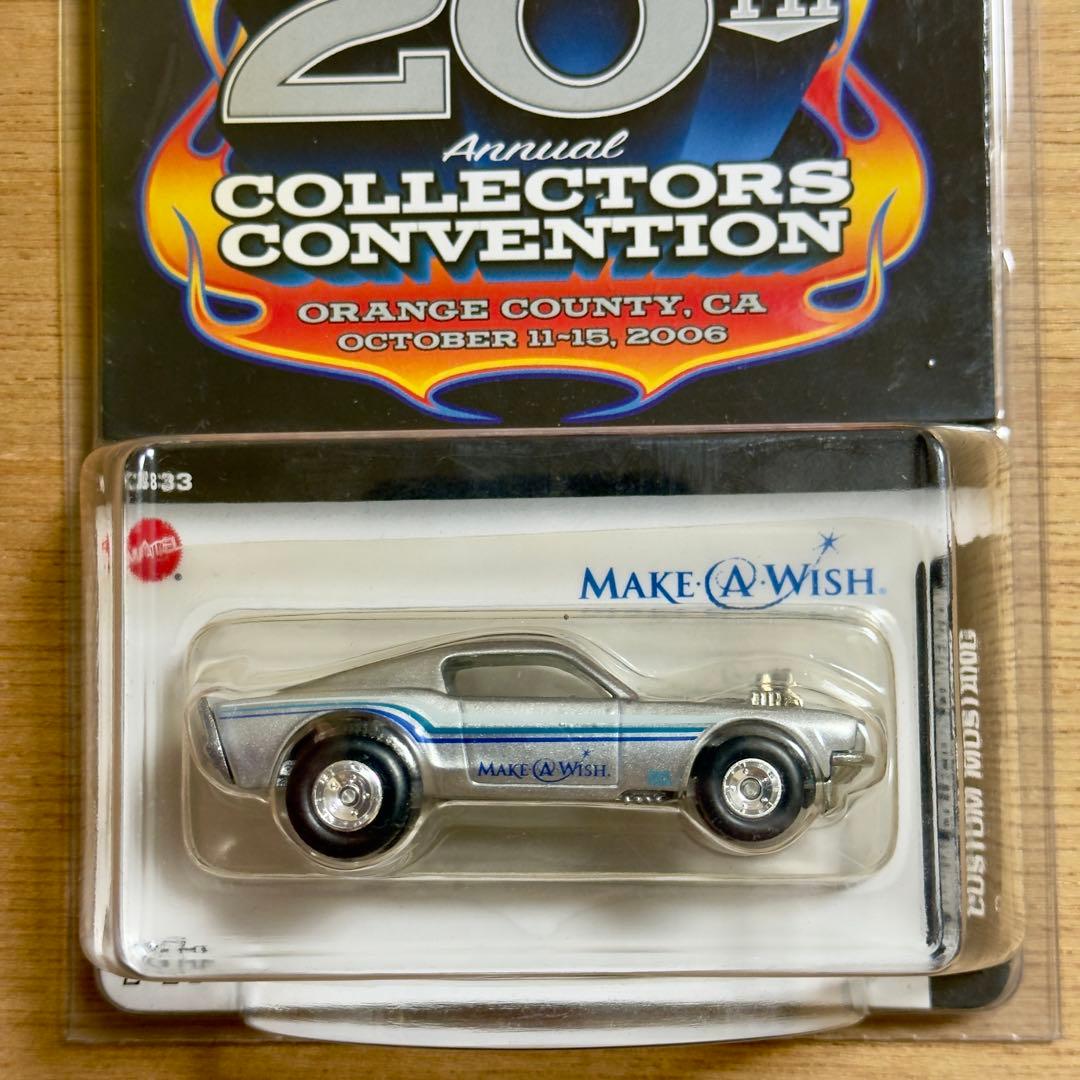 20TH
Annual
COLLECTORS
CONVENTION
ORANGE COUNTY, CA
OCTOBER 11-15, 2006
MATTEL
MAKE·A·WISH®
MAKE·A·WISH®
CUSTOM MUSTANG